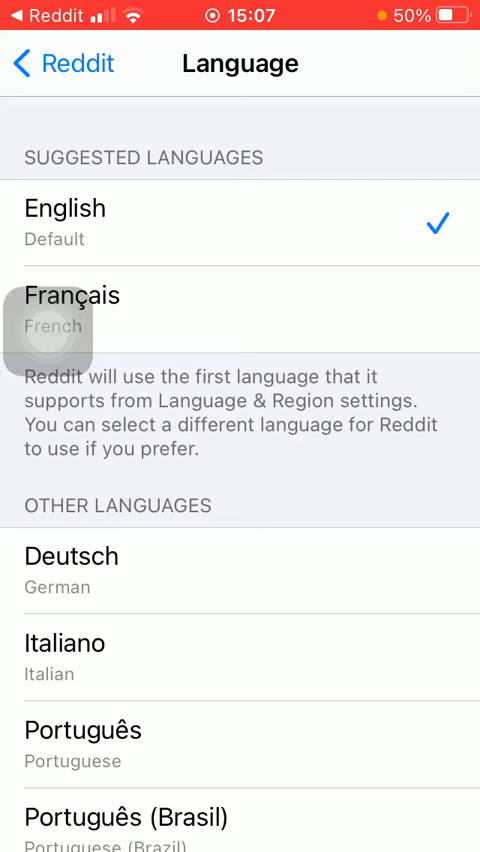 Reddit 15:07 50%
Reddit Language
SUGGESTED LANGUAGES
English
Default
Français
French
Reddit will use the first language that it
supports from Language & Region settings.
You can select a different language for Reddit
to use if you prefer.
OTHER LANGUAGES
Deutsch
German
Italiano
Italian
Português
Portuguese
Português (Brasil)
Portuguese (Brazil)